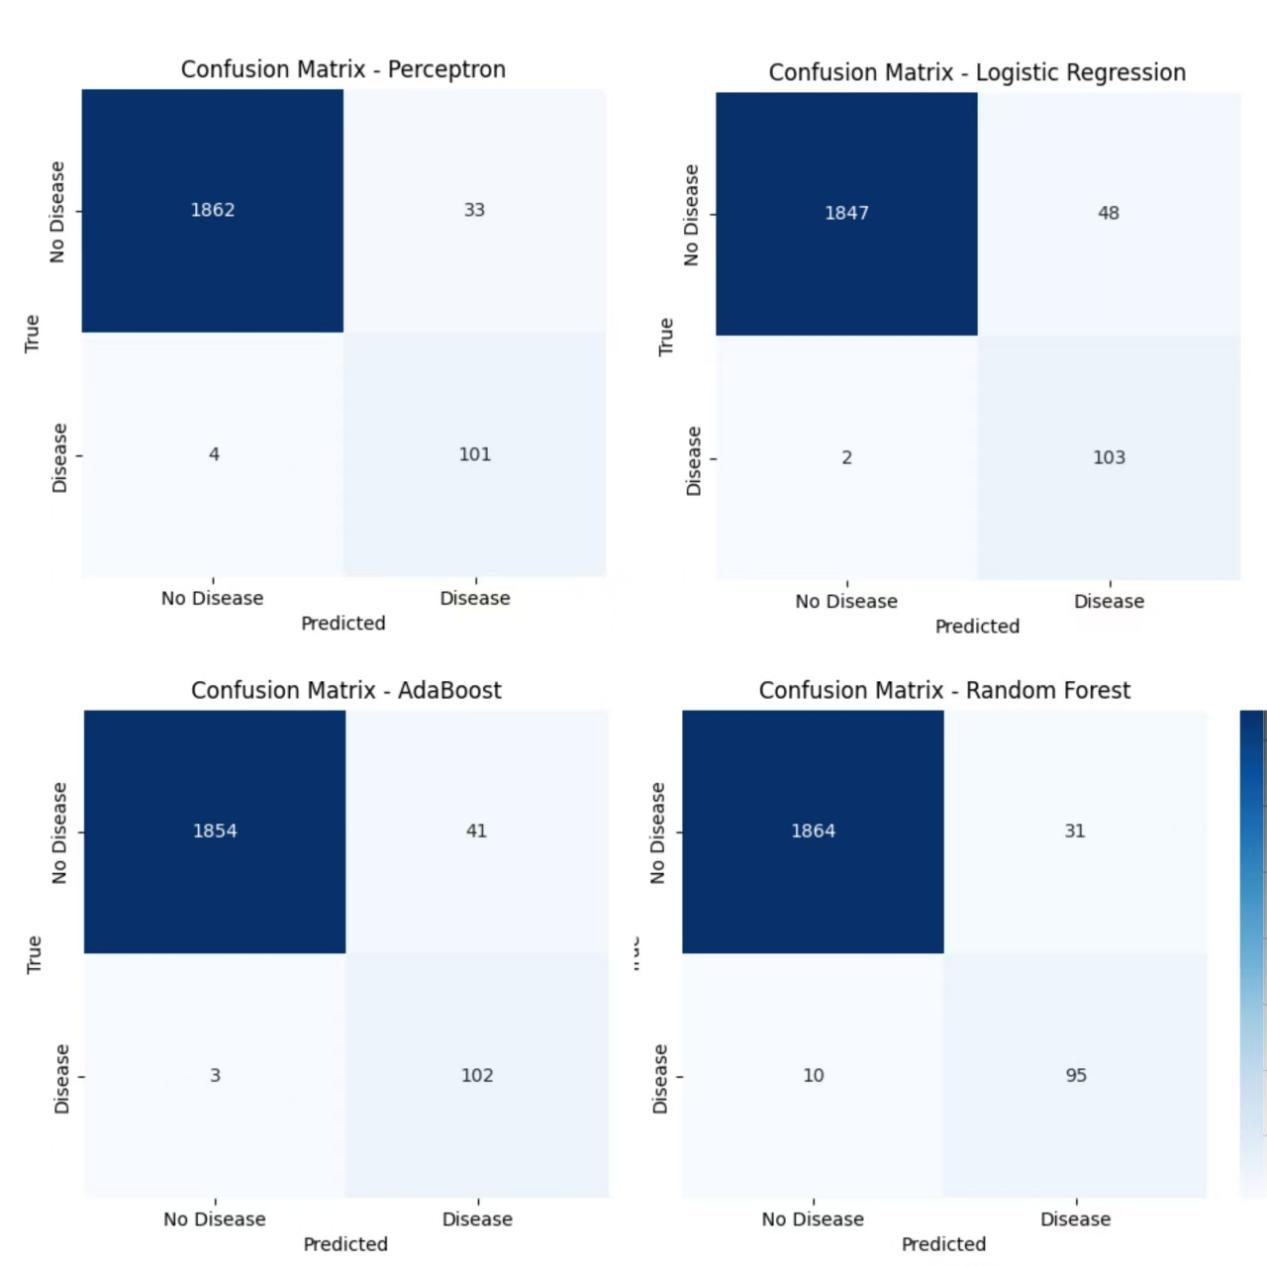 Confusion Matrix - Perceptron
No Disease
1862
33
True
Disease
4
101
No Disease
Disease
Predicted
Confusion Matrix - Logistic Regression
No Disease
1847
48
True
Disease
2
103
No Disease
Disease
Predicted
Confusion Matrix - AdaBoost
No Disease
1854
41
True
Disease
3
102
No Disease
Disease
Predicted
Confusion Matrix - Random Forest
No Disease
1864
31
Disease
10
95
No Disease
Disease
Predicted